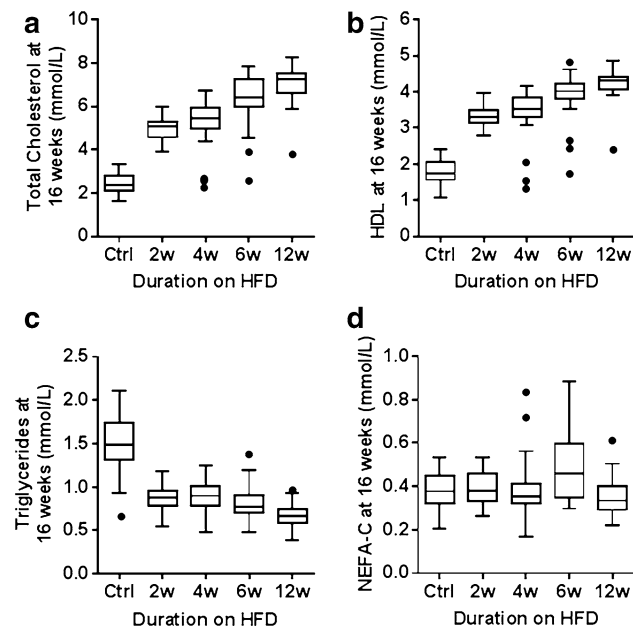 a
Total Cholesterol at
16 weeks (mmol/L)
10
8
6
4
2
0
Ctrl 2w 4w 6w 12w
Duration on HFD
b
HDL at 16 weeks (mmol/L)
6
5
4
3
2
1
0
Ctrl 2w 4w 6w 12w
Duration on HFD
c
Triglycerides at
16 weeks (mmol/L)
2.5
2.0
1.5
1.0
0.5
0.0
Ctrl 2w 4w 6w 12w
Duration on HFD
d
NEFA-C at 16 weeks (mmol/L)
1.0
0.8
0.6
0.4
0.2
0.0
Ctrl 2w 4w 6w 12w
Duration on HFD